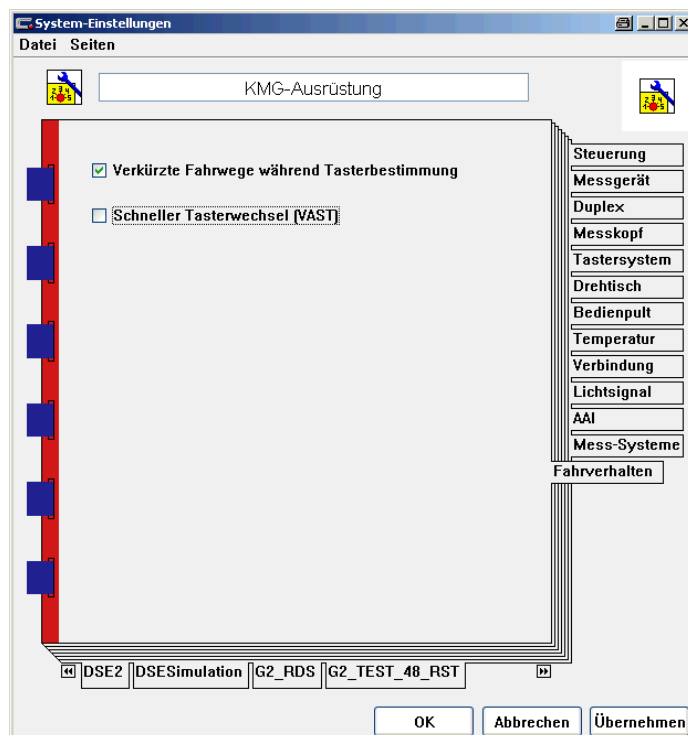 System-Einstellungen
Datei Seiten
KMG-Ausrüstung
Verkürzte Fahrwege während Tasterbestimmung
Schneller Tasterwechsel (VAST)
Steuerung
Messgerät
Duplex
Messkopf
Tastersystem
Drehtisch
Bedienpult
Temperatur
Verbindung
Lichtsignal
AAI
Mess-Systeme
Fahrverhalten
DSE2 DSESimulation G2_RDS G2_TEST_48_RST
OK Abbrechen Übernehmen